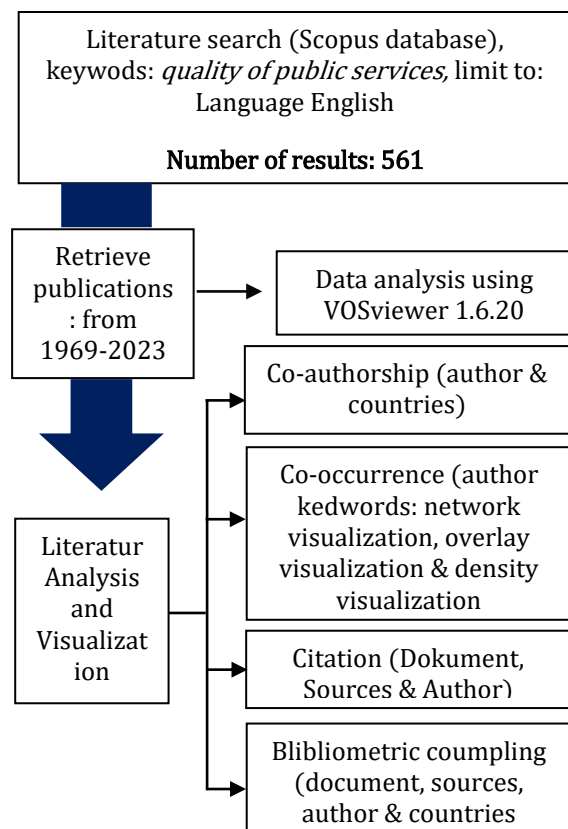 Literature search (Scopus database),
keywods: quality of public services, limit to:
Language English
Number of results: 561
Retrieve
publications
: from
1969-2023
Data analysis using
VOSviewer 1.6.20
Co-authorship (author &
countries)
Co-occurrence (author
kedwords: network
visualization, overlay
visualization & density
visualization
Literatur
Analysis
and
Visualizat
ion
Citation (Dokument,
Sources & Author)
Blibliometric coumpling
(document, sources,
author & countries